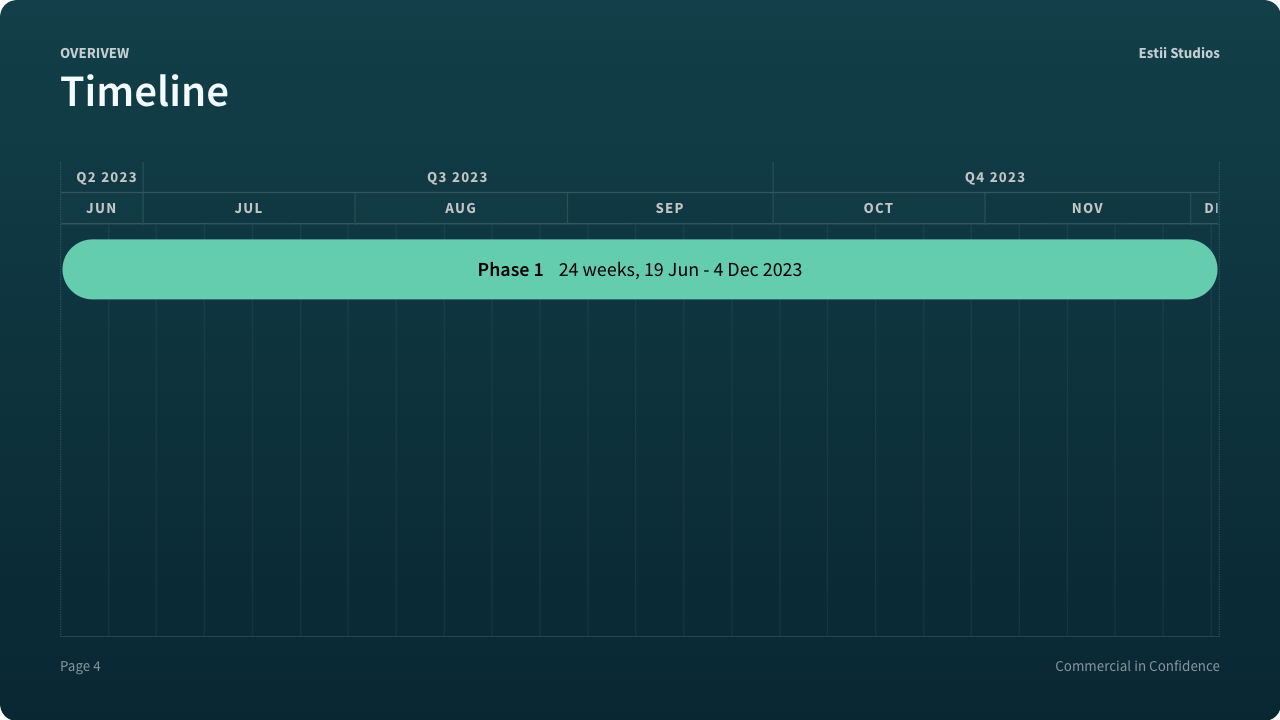 OVERIVEW
Estii Studios
Timeline
Q2 2023 Q3 2023 Q4 2023
JUN JUL AUG SEP OCT NOV
Phase 1 24 weeks, 19 Jun - 4 Dec 2023
Page 4
Commercial in Confidence